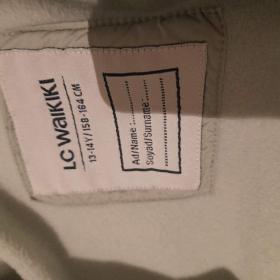 LC WAIKIKI
13-14Y/158-164 CM
Ad/Name :
Soyad/Surname :